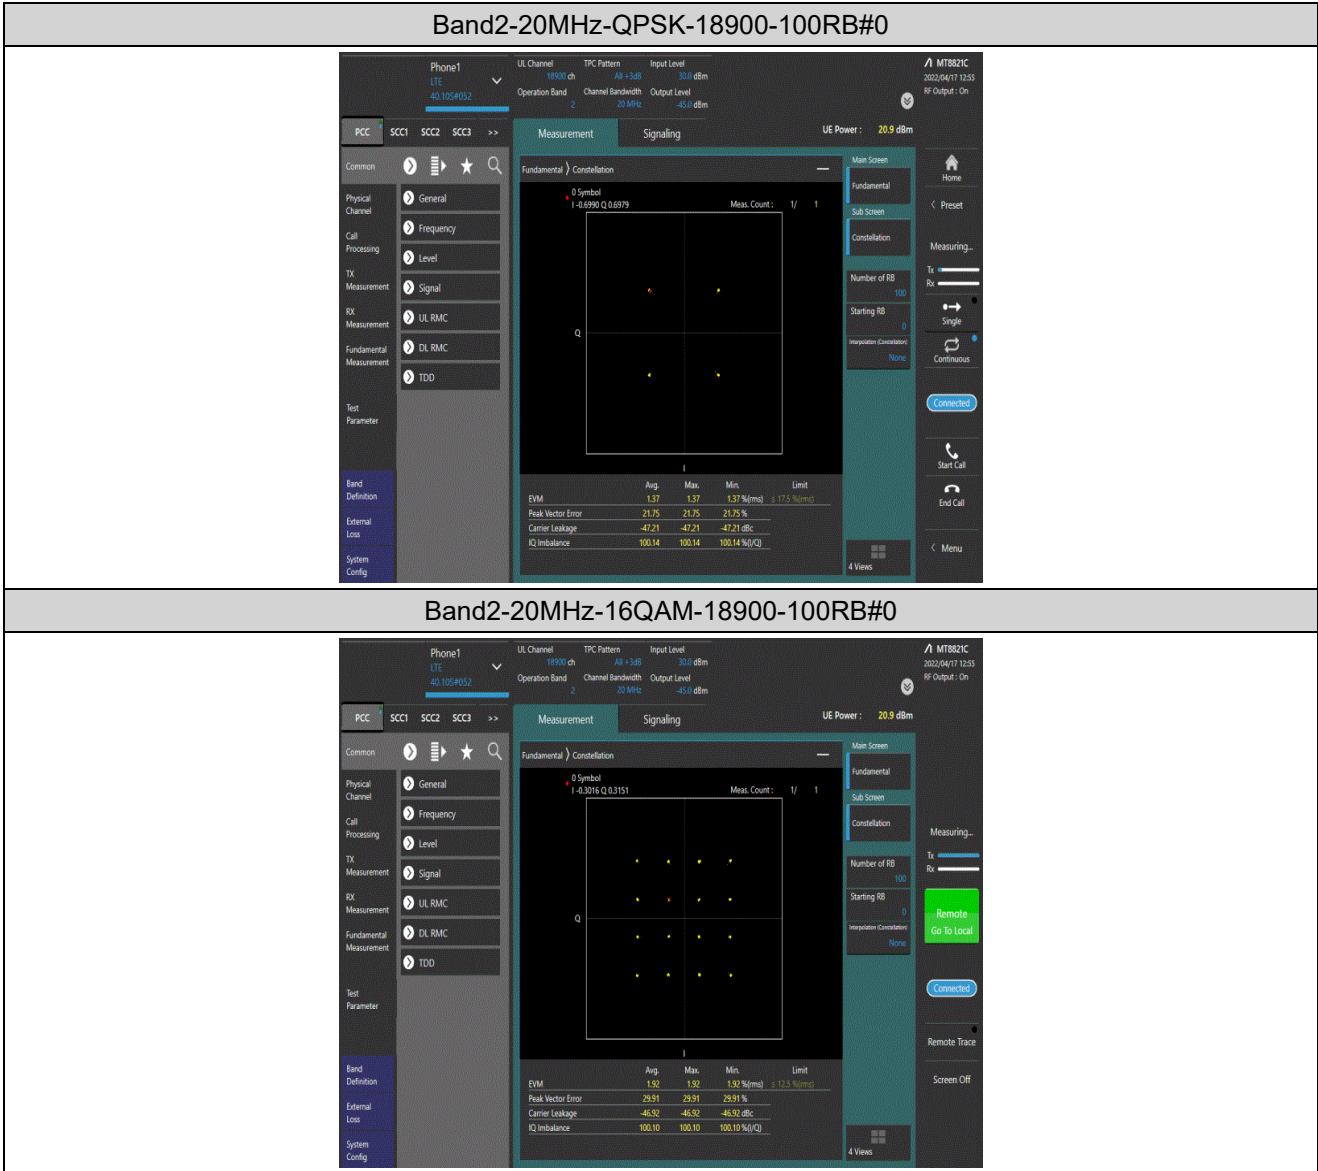 Band2-20MHz-QPSK-18900-100RB#0
Phone1
LTE
40.10S#052
UL Channel TPC Pattern Input Level
18900 ch All +3dB 30.0 dBm
Operation Band Channel Bandwidth Output Level
2 20 MHz -45.0 dBm
MT8821C
2022/04/17 12:55
RF Output : On
PCC SCC1 SCC2 SCC3 >>
Measurement Signaling UE Power : 20.9 dBm
Common
Physical
Channel
Call
Processing
TX
Measurement
RX
Measurement
Fundamental
Measurement
Test
Parameter
Band
Definition
External
Loss
System
Config
General
Frequency
Level
Signal
UL RMC
DL RMC
TDD
Fundamental Constellation
0 Symbol
I -0.6990 Q 0.6979 Meas. Count : 1/ 1
Q
I
Avg. Max. Min. Limit
EVM 1.37 1.37 1.37 %(rms) ≤ 17.5 %(rms)
Peak Vector Error 21.75 21.75 21.75 %
Carrier Leakage -47.21 -47.21 -47.21 dBc
IQ Imbalance 100.14 100.14 100.14 %(I/Q)
Main Screen
Fundamental
Sub Screen
Constellation
Number of RB
100
Starting RB
0
Interpolation (Constellation)
None
4 Views
Home
< Preset
Measuring...
Tx
Rx
Single
Continuous
Connected
Start Call
End Call
< Menu
Band2-20MHz-16QAM-18900-100RB#0
Phone1
LTE
40.10S#052
UL Channel TPC Pattern Input Level
18900 ch All +3dB 30.0 dBm
Operation Band Channel Bandwidth Output Level
2 20 MHz -45.0 dBm
MT8821C
2022/04/17 12:55
RF Output : On
PCC SCC1 SCC2 SCC3 >>
Measurement Signaling UE Power : 20.9 dBm
Common
Physical
Channel
Call
Processing
TX
Measurement
RX
Measurement
Fundamental
Measurement
Test
Parameter
Band
Definition
External
Loss
System
Config
General
Frequency
Level
Signal
UL RMC
DL RMC
TDD
Fundamental Constellation
0 Symbol
I -0.3016 Q 0.3151 Meas. Count : 1/ 1
Q
I
Avg. Max. Min. Limit
EVM 1.92 1.92 1.92 %(rms) ≤ 12.5 %(rms)
Peak Vector Error 29.91 29.91 29.91 %
Carrier Leakage -46.92 -46.92 -46.92 dBc
IQ Imbalance 100.10 100.10 100.10 %(I/Q)
Main Screen
Fundamental
Sub Screen
Constellation
Number of RB
100
Starting RB
0
Interpolation (Constellation)
None
4 Views
Measuring...
Tx
Rx
Remote
Go To Local
Connected
Remote Trace
Screen Off